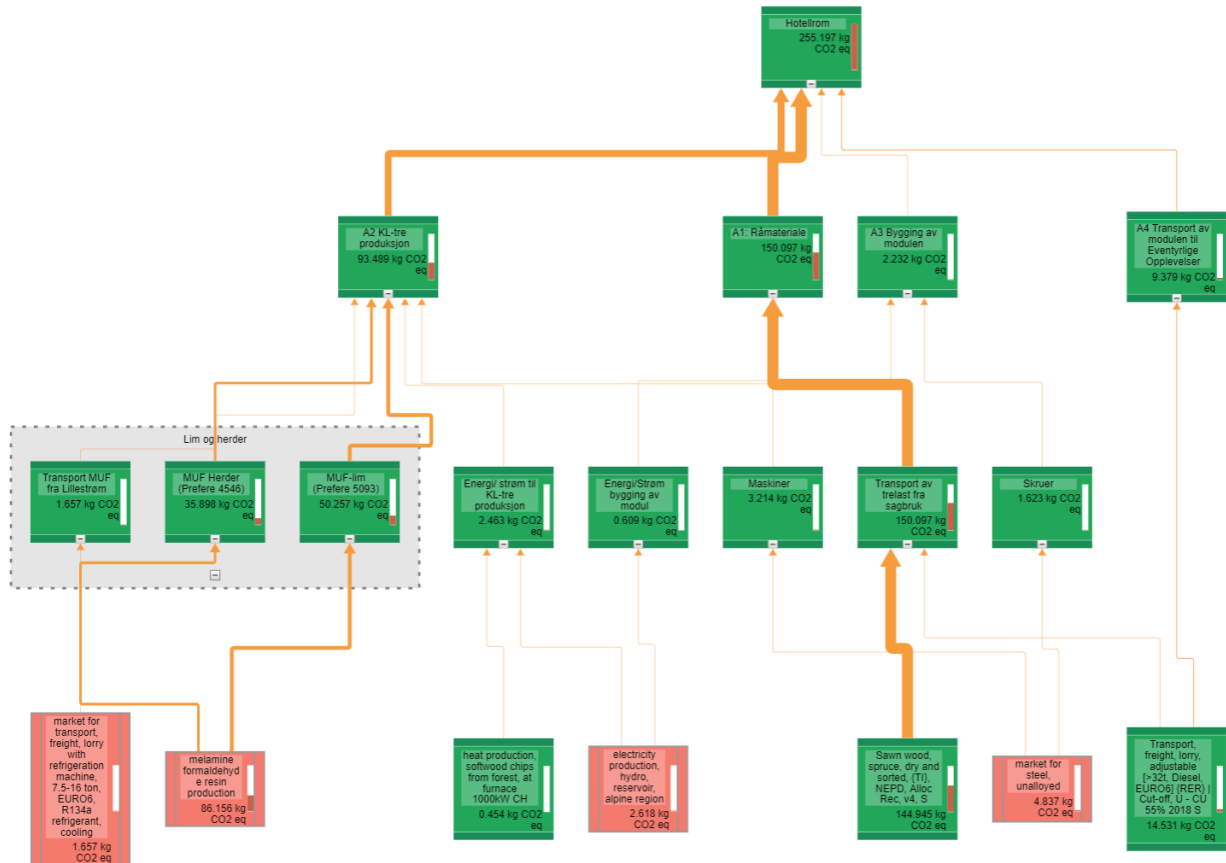 Hotellrom
255.197 kg
CO2 eq
A2 KL-tre
produksjon
93.489 kg CO2
eq
A1: Råmateriale
150.097 kg
CO2 eq
A3 Bygging av
modulen
2.232 kg CO2
eq
A4 Transport av
modulen til
Eventyrlige
Opplevelser
9.379 kg CO2
eq
Lim og herder
Transport MUF
fra Lillestrøm
1.657 kg CO2
eq
MUF Herder
(Prefere 4546)
35.898 kg CO2
eq
MUF-lim
(Prefere 5093)
50.257 kg CO2
eq
Energi/ strøm til
KL-tre
produksjon
2.463 kg CO2
eq
Energi/Strøm
bygging av
modul
0.609 kg CO2
eq
Maskiner
3.214 kg CO2
eq
Transport av
trelast fra
sagbruk
150.097 kg
CO2 eq
Skruer
1.623 kg CO2
eq
market for
transport,
freight, lorry
with
refrigeration
machine,
7.5-16 ton,
EURO6,
R134a
refrigerant,
cooling
1.657 kg
CO2 eq
melamine
formaldehyd
e resin
production
86.156 kg
CO2 eq
heat production,
softwood chips
from forest, at
furnace
1000kW CH
0.454 kg CO2
eq
electricity
production,
hydro,
reservoir,
alpine region
2.618 kg
CO2 eq
Sawn wood,
spruce, dry and
sorted, {TI},
NEPD, Alloc
Rec, v4, S
144.945 kg
CO2 eq
market for
steel,
unalloyed
4.837 kg
CO2 eq
Transport,
freight, lorry,
adjustable
[>32t, Diesel,
EURO6] {RER} |
Cut-off, U - CU
55% 2018 S
14.531 kg CO2
eq